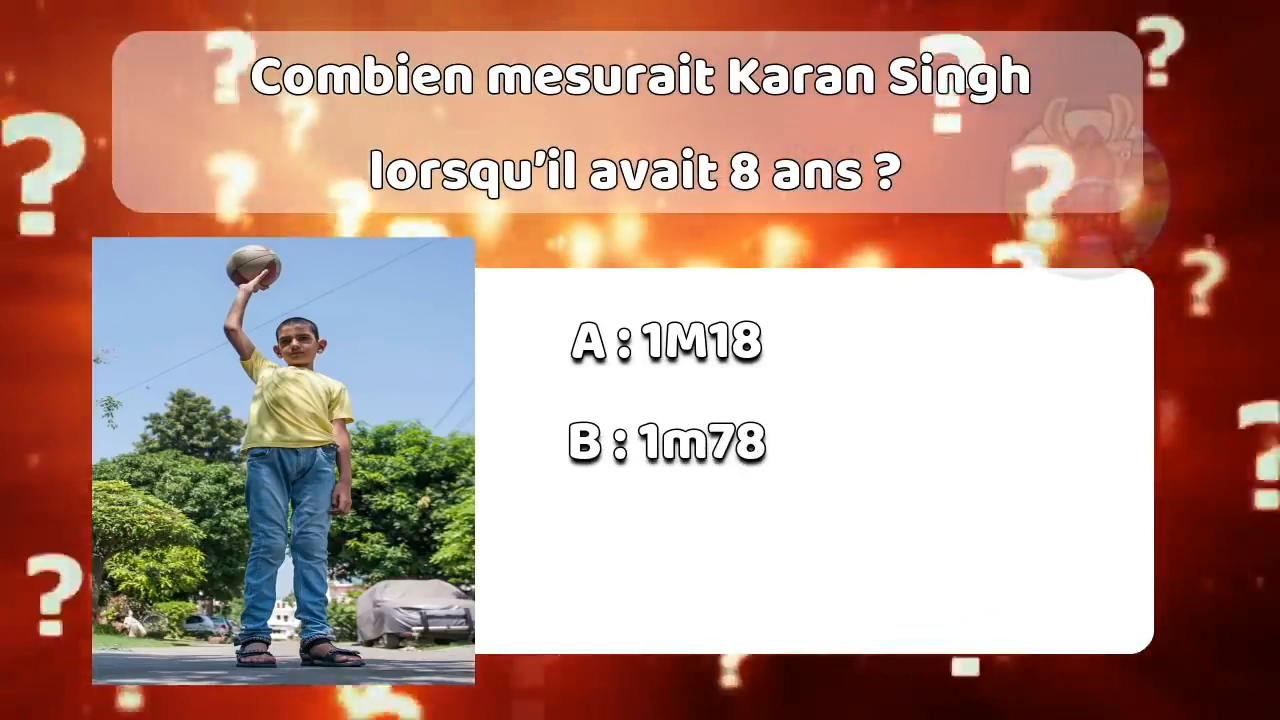 Combien mesurait Karan Singh
lorsqu'il avait 8 ans ?
A : 1M18
B : 1m78